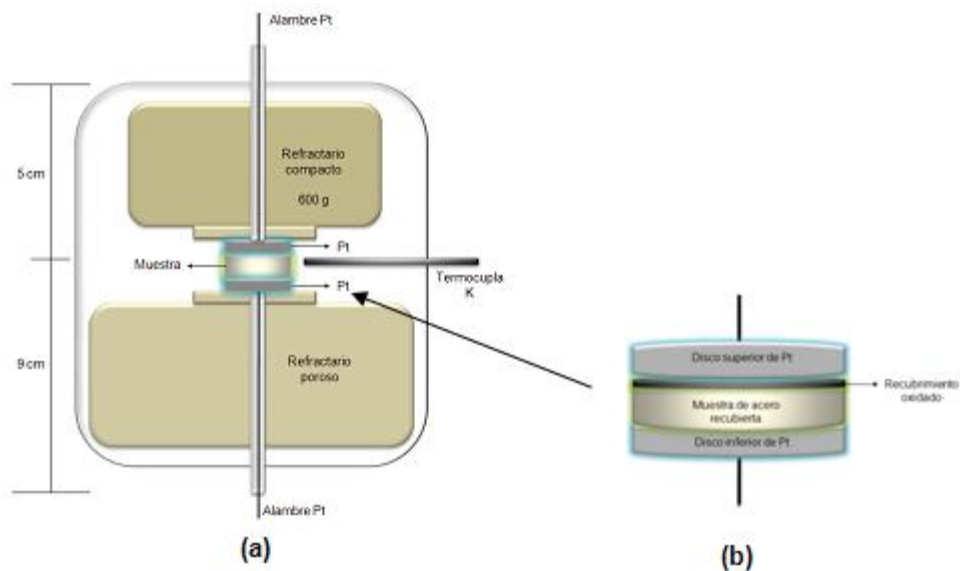 Alambre Pt
5 cm
Refractario
compacto
600 g
Pt
Muestra
Termocupla
K
Pt
9 cm
Refractario
poroso
Alambre Pt
(a)
Disco superior de Pt
Recubrimiento
oxidado
Muestra de acero
recubierta
Disco inferior de Pt
(b)